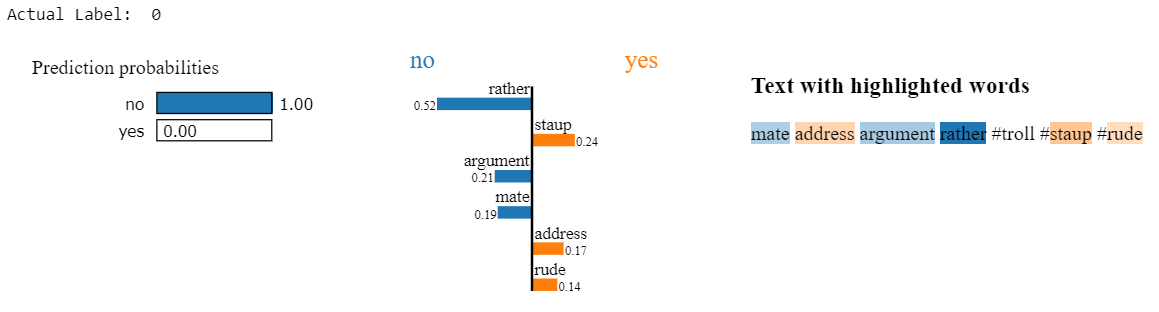 Actual Label:  0
Prediction probabilities
no 1.00
yes 0.00
no yes
rather
0.52
staup
0.24
argument
0.21
mate
0.19
address
0.17
rude
0.14
Text with highlighted words
mate address argument rather #troll #staup #rude